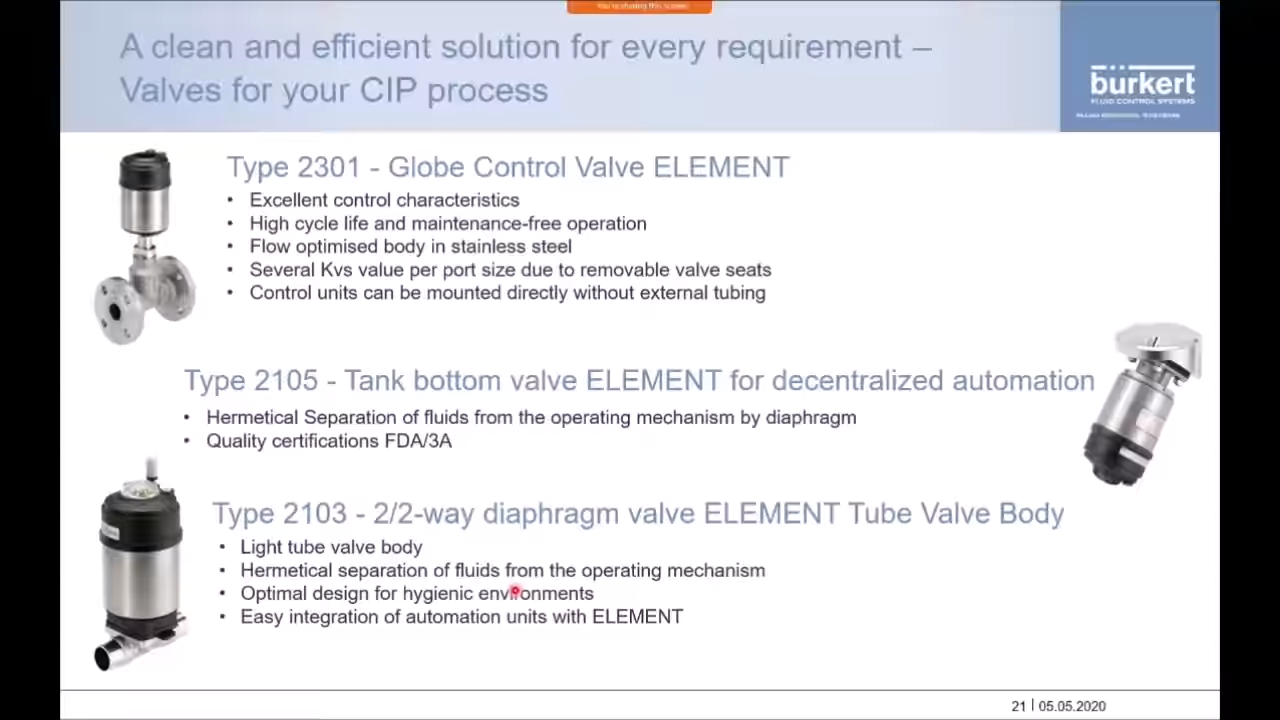 You're sharing this screen
A clean and efficient solution for every requirement –
Valves for your CIP process
bürkert
FLUID CONTROL SYSTEMS
Type 2301 - Globe Control Valve ELEMENT
• Excellent control characteristics
• High cycle life and maintenance-free operation
• Flow optimised body in stainless steel
• Several Kvs value per port size due to removable valve seats
• Control units can be mounted directly without external tubing
Type 2105 - Tank bottom valve ELEMENT for decentralized automation
• Hermetical Separation of fluids from the operating mechanism by diaphragm
• Quality certifications FDA/3A
Type 2103 - 2/2-way diaphragm valve ELEMENT Tube Valve Body
• Light tube valve body
• Hermetical separation of fluids from the operating mechanism
• Optimal design for hygienic environments
• Easy integration of automation units with ELEMENT
21 | 05.05.2020